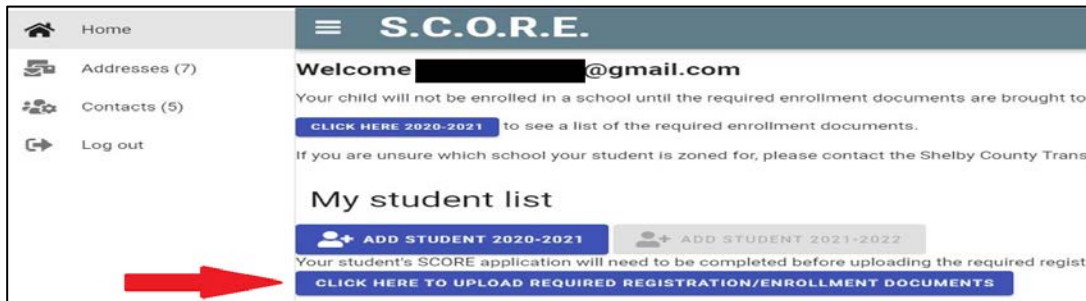 Home
Addresses (7)
Contacts (5)
Log out
S.C.O.R.E.
Welcome @gmail.com
Your child will not be enrolled in a school until the required enrollment documents are brought to
CLICK HERE 2020-2021 to see a list of the required enrollment documents.
If you are unsure which school your student is zoned for, please contact the Shelby County Trans
My student list
ADD STUDENT 2020-2021 ADD STUDENT 2021-2022
Your student's SCORE application will need to be completed before uploading the required regist
CLICK HERE TO UPLOAD REQUIRED REGISTRATION/ENROLLMENT DOCUMENTS